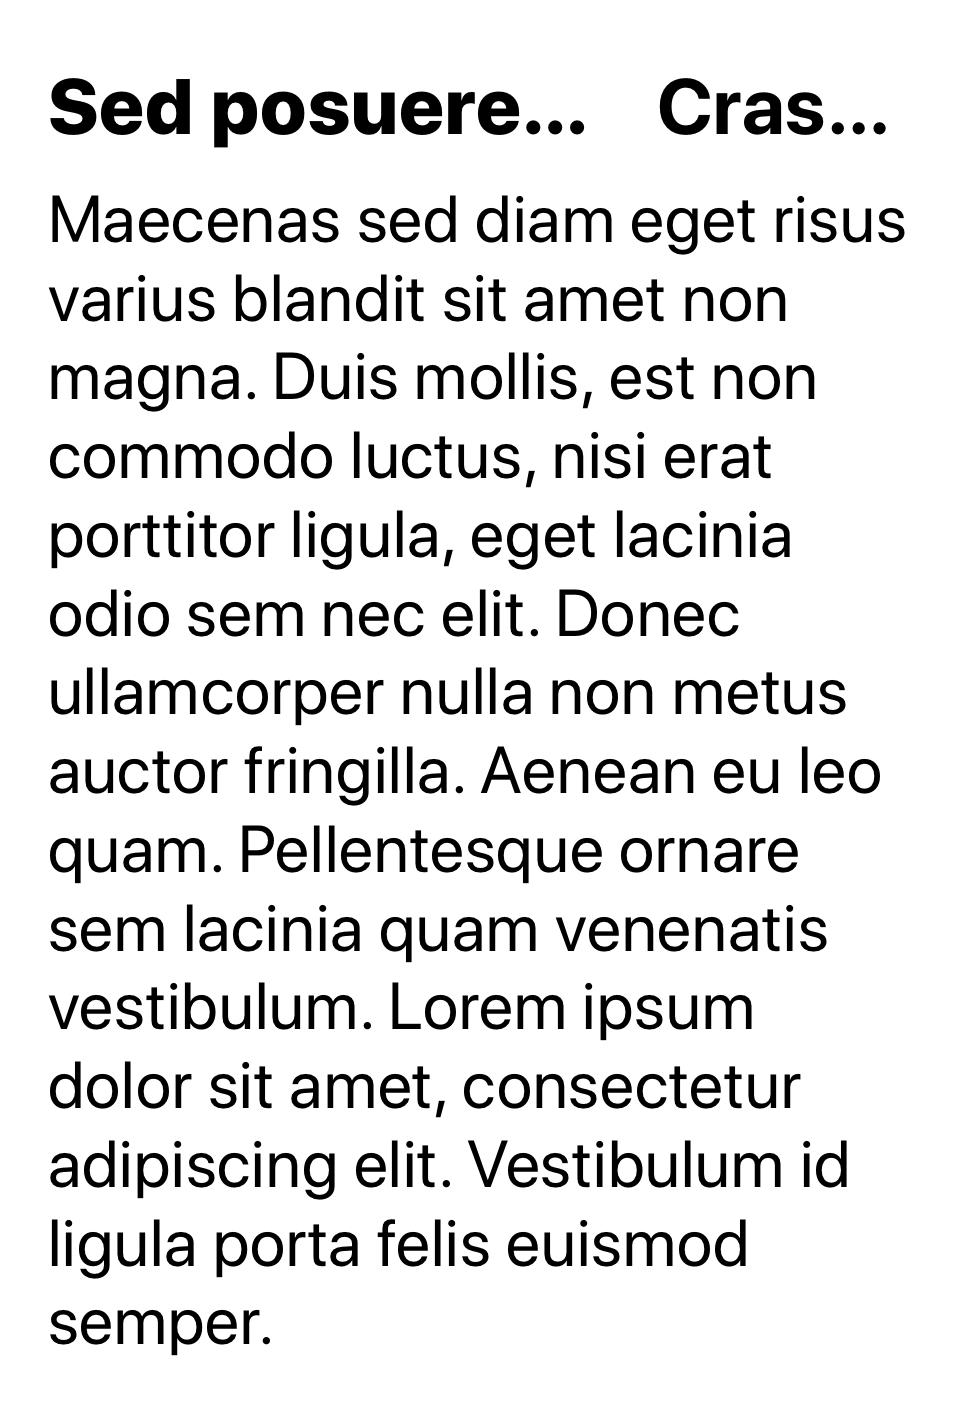 Sed posuere... Cras...
Maecenas sed diam eget risus
varius blandit sit amet non
magna. Duis mollis, est non
commodo luctus, nisi erat
porttitor ligula, eget lacinia
odio sem nec elit. Donec
ullamcorper nulla non metus
auctor fringilla. Aenean eu leo
quam. Pellentesque ornare
sem lacinia quam venenatis
vestibulum. Lorem ipsum
dolor sit amet, consectetur
adipiscing elit. Vestibulum id
ligula porta felis euismod
semper.